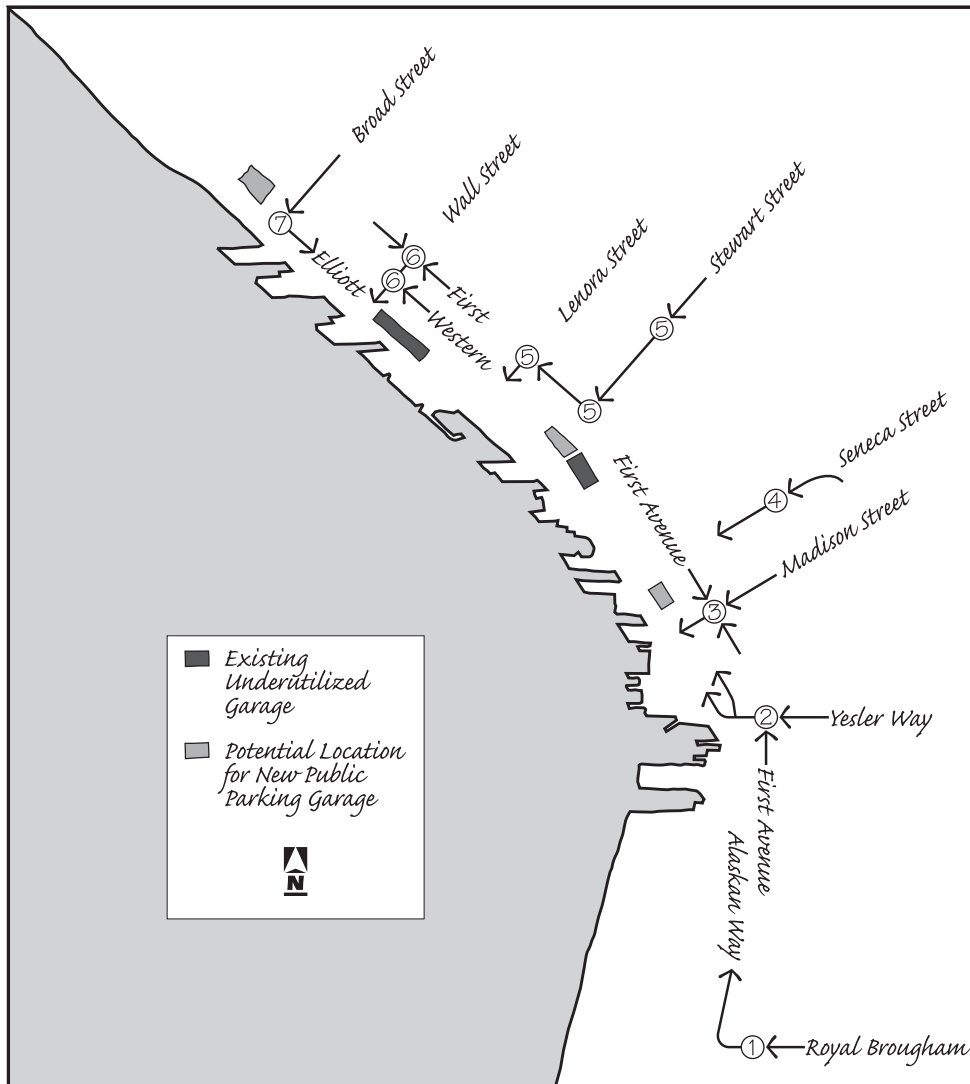 Broad Street
Wall Street
Stewart Street
Lenora Street
7
6
6
Elliott
First
Western
5
5
5
Seneca Street
First Avenue
4
Madison Street
3
Existing
Underutilized
Garage
2
Yesler Way
Potential Location
for New Public
Parking Garage
First Avenue
Alaskan Way
N
1
Royal Brougham